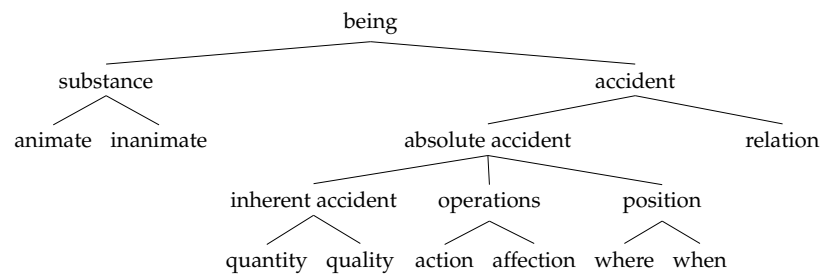 being
substance accident
animate inanimate absolute accident relation
inherent accident operations position
quantity quality action affection where when